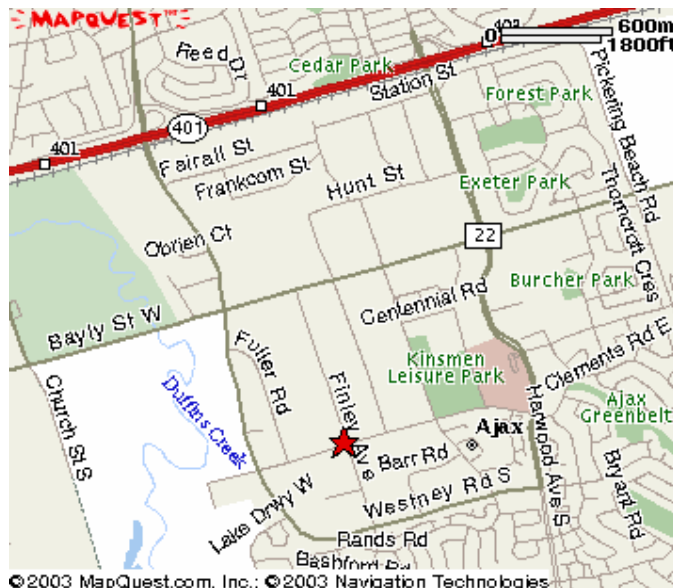 MAPQUEST
0 600m
1800ft
401
401
401
403
Reed Dr
Cedar Park
Station St
Pickering Beach Rd
Forest Park
Fairall St
Frankcom St
Hunt St
Exeter Park
Thorncroft Cres
Obrien Ct
22
Bayly St W
Centennial Rd
Burcher Park
Fuller Rd
Finley Ave
Kinsmen
Leisure Park
Clements Rd E
Church St S
Duffins Creek
Harwood Ave S
Ajax
Greenbelt
Ajax
Barr Rd
Lake Drwy W
Westney Rd S
Bryant Rd
Rands Rd
©2003 MapQuest.com, Inc.; ©2003 Navigation Technologies